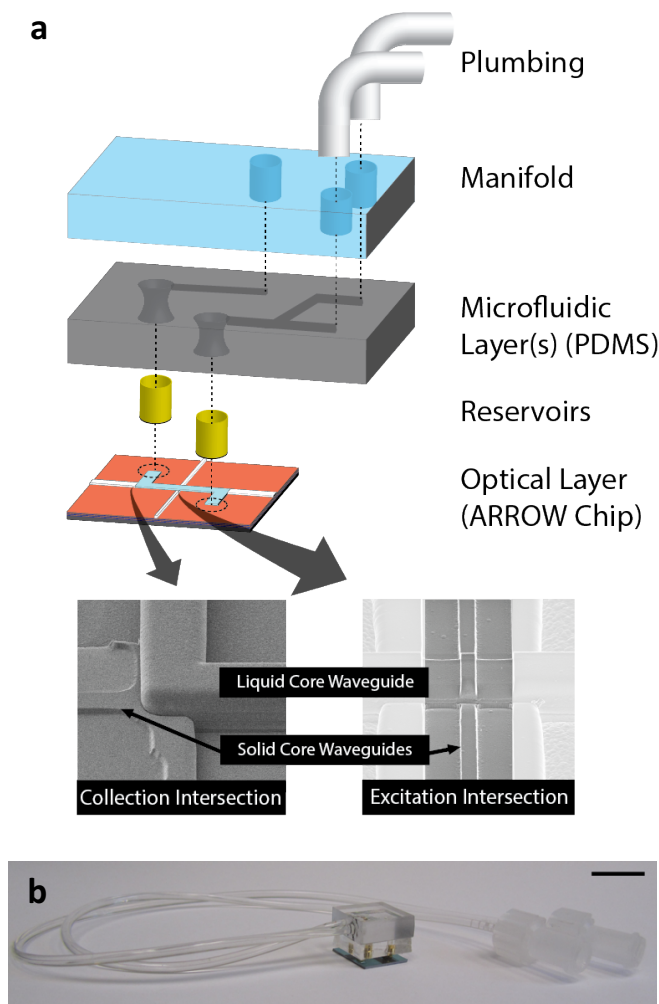 a
Plumbing
Manifold
Microfluidic
Layer(s) (PDMS)
Reservoirs
Optical Layer
(ARROW Chip)
Liquid Core Waveguide
Solid Core Waveguides
Collection Intersection
Excitation Intersection
b